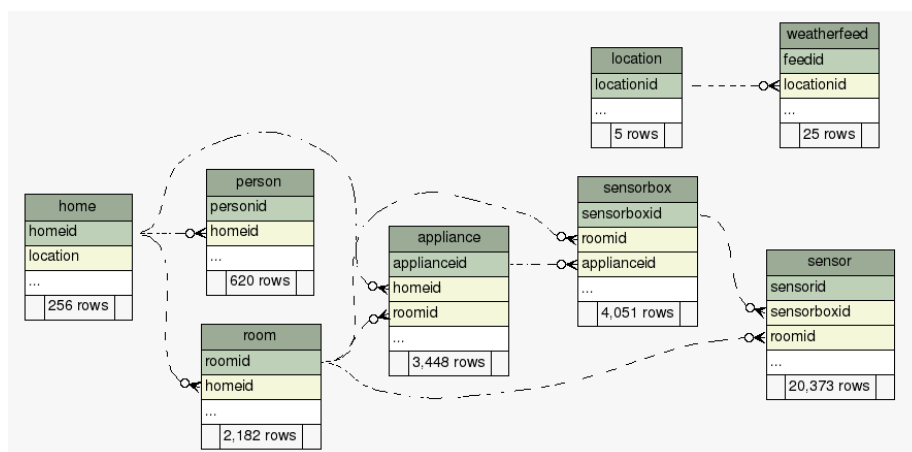 weatherfeed
feedid
locationid
...
25 rows
location
locationid
...
5 rows
home
homeid
location
...
256 rows
person
personid
homeid
...
620 rows
room
roomid
homeid
...
2,182 rows
appliance
applianceid
homeid
roomid
...
3,448 rows
sensorbox
sensorboxid
roomid
applianceid
...
4,051 rows
sensor
sensorid
sensorboxid
roomid
...
20,373 rows